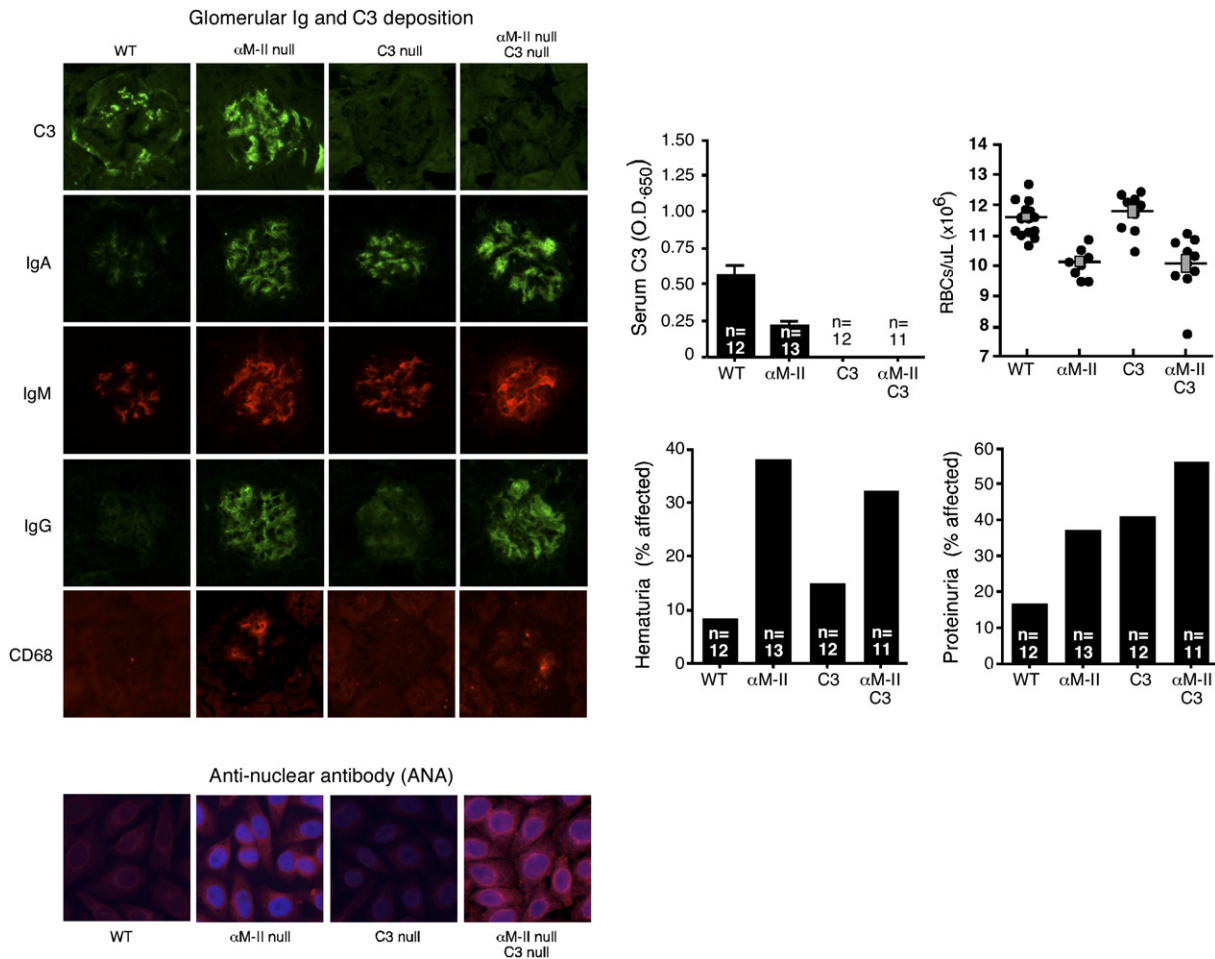 Glomerular Ig and C3 deposition
WT
αM-II null
C3 null
αM-II null
C3 null
C3
IgA
IgM
IgG
CD68
Anti-nuclear antibody (ANA)
WT
αM-II null
C3 null
αM-II null
C3 null
Serum C3 (O.D.650)
1.50
1.25
1.00
0.75
0.50
0.25
0
n=
12
n=
13
n=
12
n=
11
WT
αM-II
C3
αM-II
C3
RBCs/uL (x10⁶)
14
13
12
11
10
9
8
7
WT
αM-II
C3
αM-II
C3
Hematuria (% affected)
40
30
20
10
0
n=
12
n=
13
n=
12
n=
11
WT
αM-II
C3
αM-II
C3
Proteinuria (% affected)
60
50
40
30
20
10
0
n=
12
n=
13
n=
12
n=
11
WT
αM-II
C3
αM-II
C3